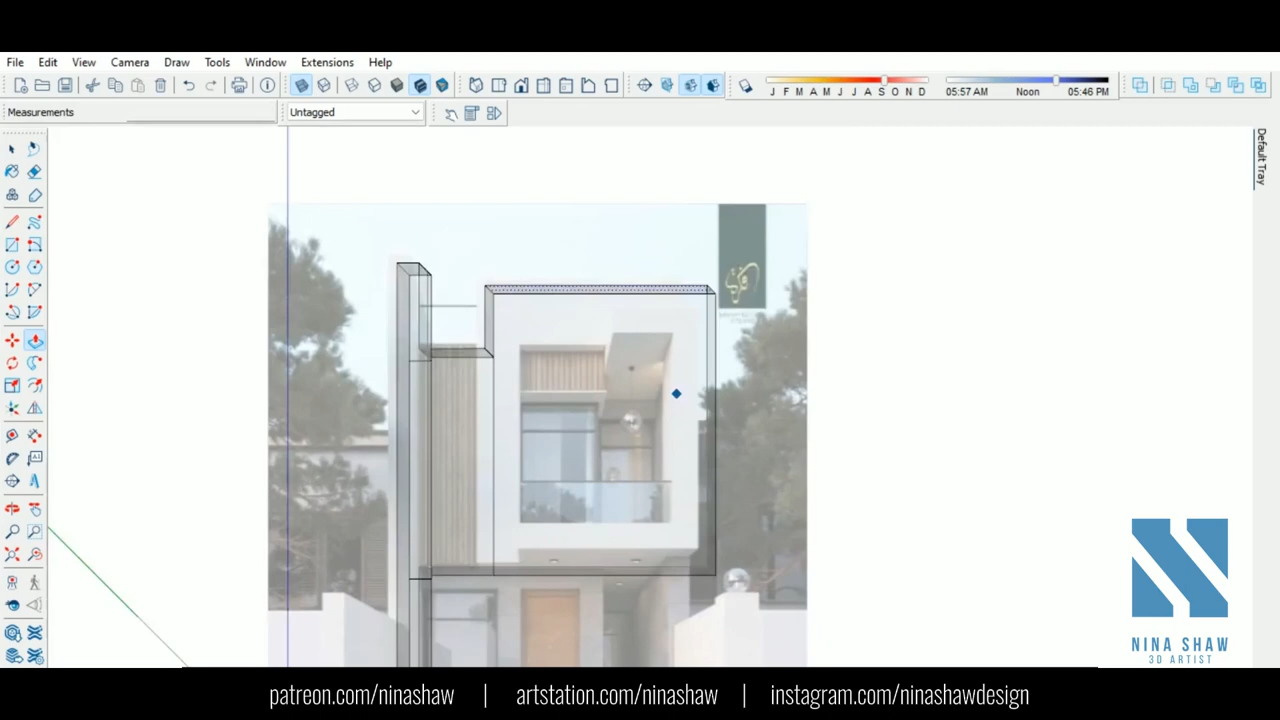 File Edit View Camera Draw Tools Window Extensions Help
J F M A M J J A S O N D
05:57 AM Noon 05:46 PM
Measurements
Untagged
Default Tray
NINA SHAW
3D ARTIST
patreon.com/ninashaw | artstation.com/ninashaw | instagram.com/ninashawdesign